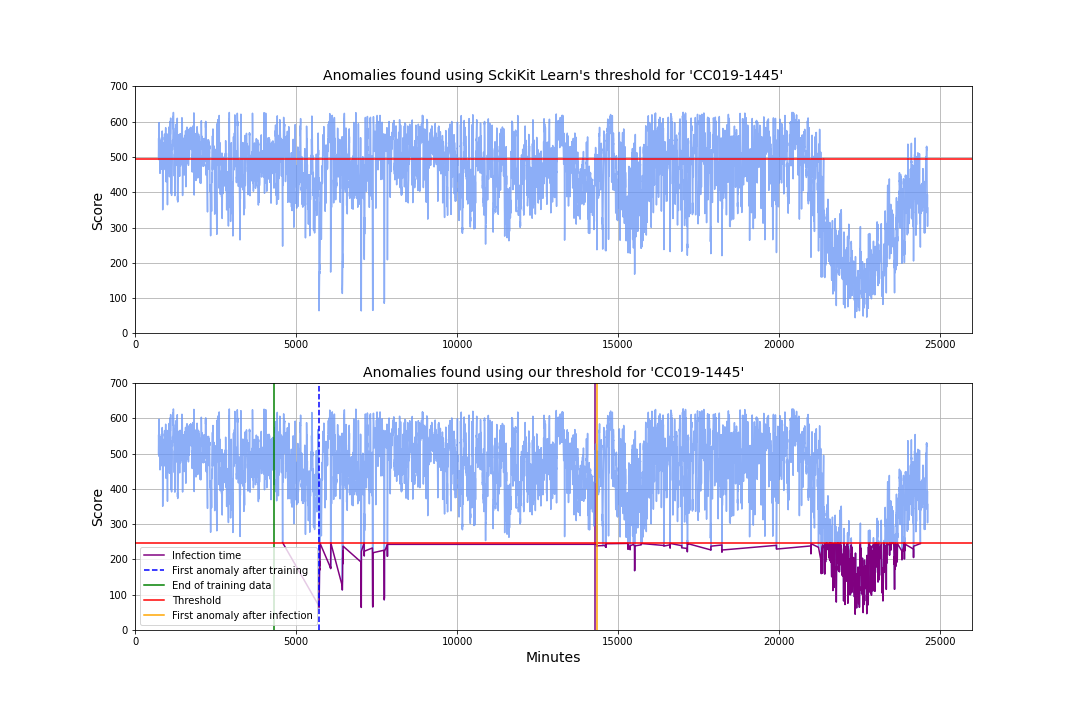 Anomalies found using SckiKit Learn's threshold for 'CC019-1445'
700
600
500
400
300
200
100
0
Score
0 5000 10000 15000 20000 25000
Anomalies found using our threshold for 'CC019-1445'
700
600
500
400
300
200
100
0
Score
Infection time
First anomaly after training
End of training data
Threshold
First anomaly after infection
0 5000 10000 15000 20000 25000
Minutes